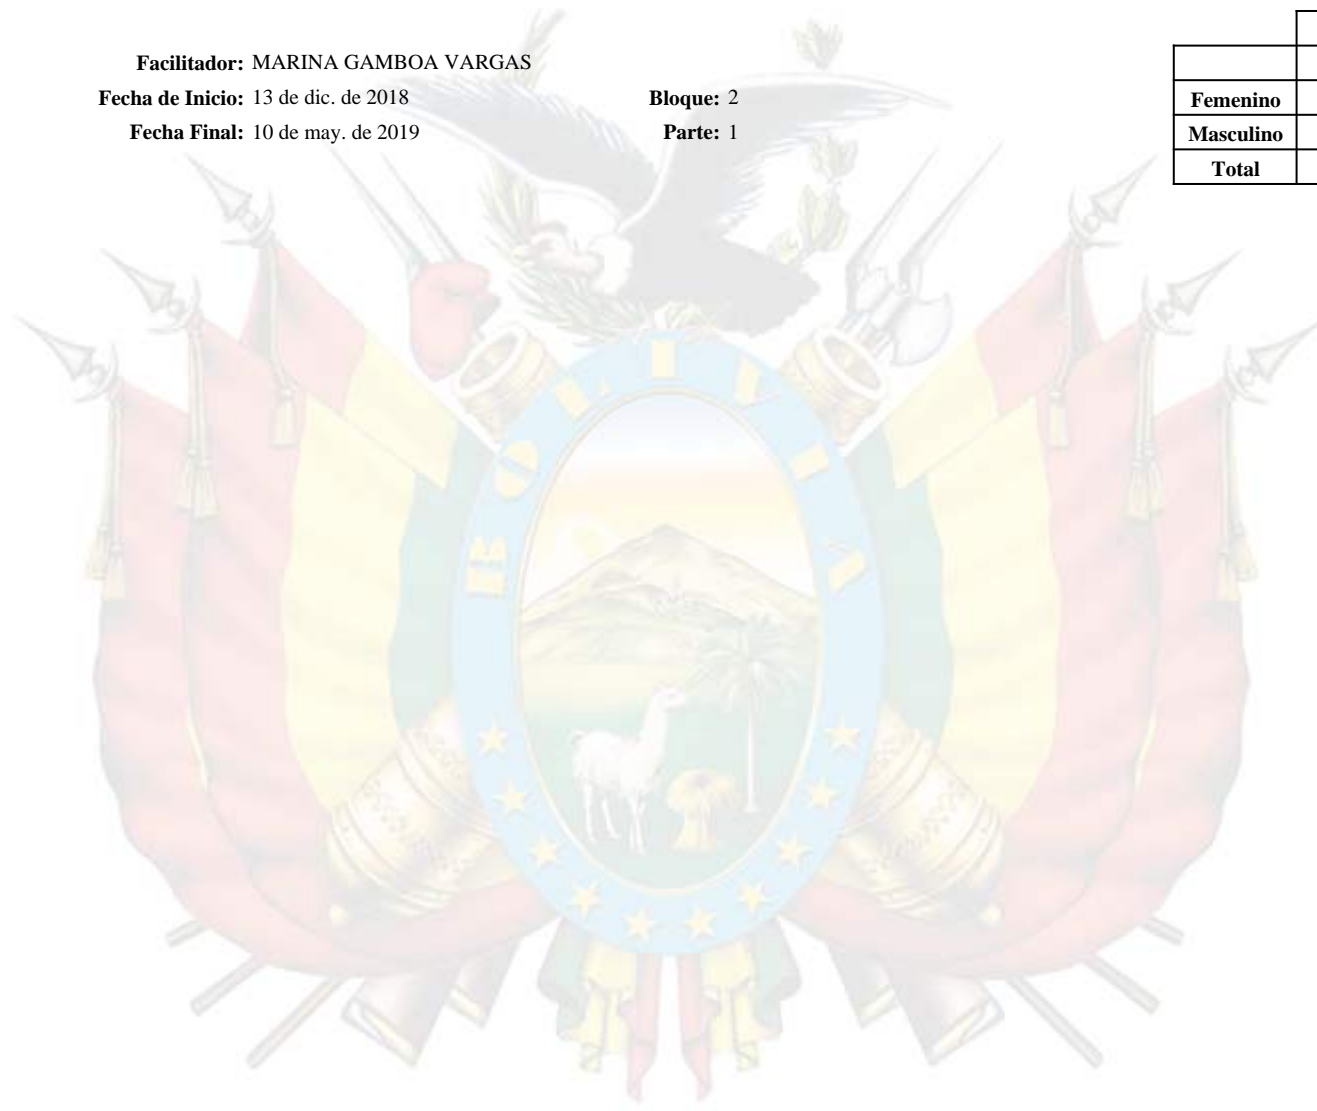 Facilitador: MARINA GAMBOA VARGAS
Fecha de Inicio: 13 de dic. de 2018 Bloque: 2
Fecha Final: 10 de may. de 2019 Parte: 1
Femenino
Masculino
Total
BOLIVIA